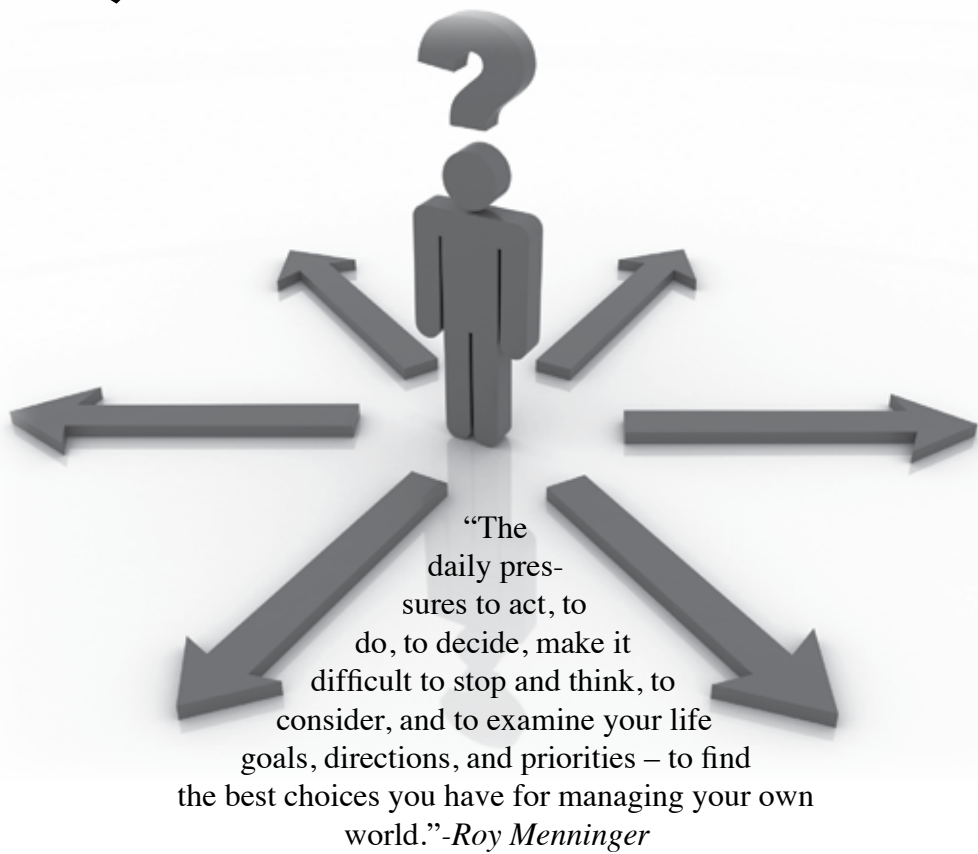 ?
“The
daily pres-
sures to act, to
do, to decide, make it
difficult to stop and think, to
consider, and to examine your life
goals, directions, and priorities – to find
the best choices you have for managing your own
world.”-Roy Menninger